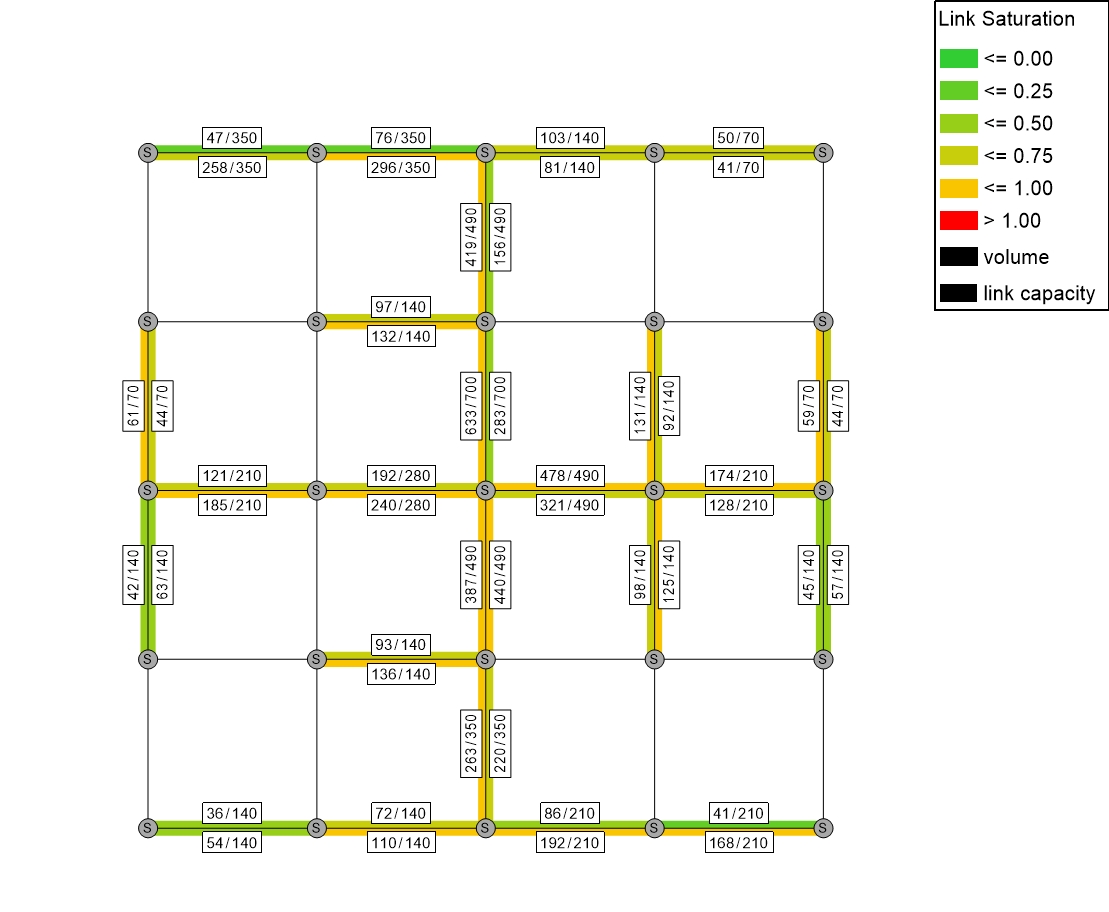 Link Saturation
<= 0.00
<= 0.25
<= 0.50
<= 0.75
<= 1.00
> 1.00
volume
link capacity
47/350
76/350
103/140
50/70
S
S
S
S
S
258/350
296/350
81/140
41/70
419/490
156/490
97/140
S
S
S
S
S
132/140
61/70
44/70
633/700
283/700
131/140
92/140
59/70
44/70
121/210
192/280
478/490
174/210
S
S
S
S
S
185/210
240/280
321/490
128/210
42/140
63/140
387/490
440/490
98/140
125/140
45/140
57/140
93/140
S
S
S
S
S
136/140
263/350
220/350
36/140
72/140
86/210
41/210
S
S
S
S
S
54/140
110/140
192/210
168/210